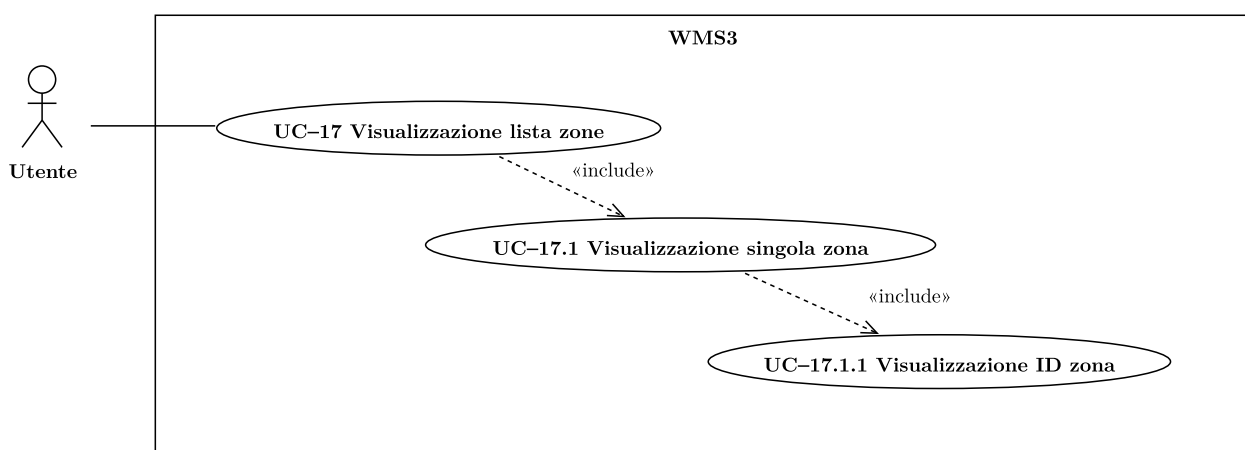 WMS3
UC–17 Visualizzazione lista zone
Utente
«include»
UC–17.1 Visualizzazione singola zona
«include»
UC–17.1.1 Visualizzazione ID zona